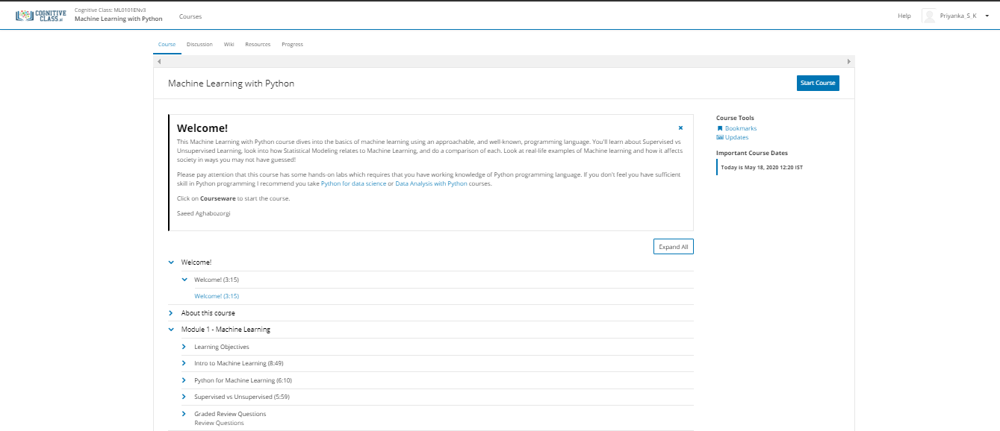 COGNITIVE
CLASS.ai
Cognitive Class: ML0101ENv3
Machine Learning with Python
Courses
Help
Priyanka_S_K
Course
Discussion
Wiki
Resources
Progress
Machine Learning with Python
Start Course
Welcome!
This Machine Learning with Python course dives into the basics of machine learning using an approachable, and well-known, programming language. You'll learn about Supervised vs
Unsupervised Learning, look into how Statistical Modeling relates to Machine Learning, and do a comparison of each. Look at real-life examples of Machine learning and how it affects
society in ways you may not have guessed!
Please pay attention that this course has some hands-on labs which requires that you have working knowledge of Python programming language. If you don't feel you have sufficient
skill in Python programming I recommend you take Python for data science or Data Analysis with Python courses.
Click on Courseware to start the course.
Saeed Aghabozorgi
Course Tools
Bookmarks
Updates
Important Course Dates
Today is May 18, 2020 12:20 IST
Expand All
Welcome!
Welcome! (3:15)
Welcome! (3:15)
About this course
Module 1 - Machine Learning
Learning Objectives
Intro to Machine Learning (8:49)
Python for Machine Learning (6:10)
Supervised vs Unsupervised (5:59)
Graded Review Questions
Review Questions